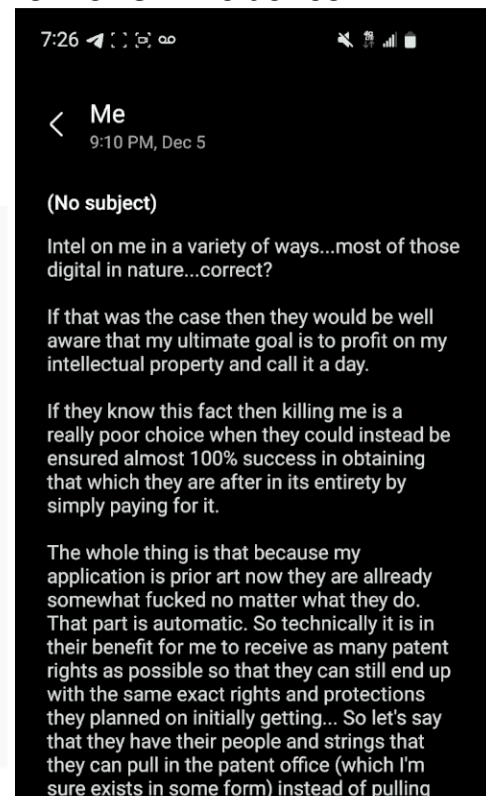 7:26
Me
9:10 PM, Dec 5
(No subject)
Intel on me in a variety of ways...most of those
digital in nature...correct?
If that was the case then they would be well
aware that my ultimate goal is to profit on my
intellectual property and call it a day.
If they know this fact then killing me is a
really poor choice when they could instead be
ensured almost 100% success in obtaining
that which they are after in its entirety by
simply paying for it.
The whole thing is that because my
application is prior art now they are allready
somewhat fucked no matter what they do.
That part is automatic. So technically it is in
their benefit for me to receive as many patent
rights as possible so that they can still end up
with the same exact rights and protections
they planned on initially getting... So let's say
that they have their people and strings that
they can pull in the patent office (which I'm
sure exists in some form) instead of pulling